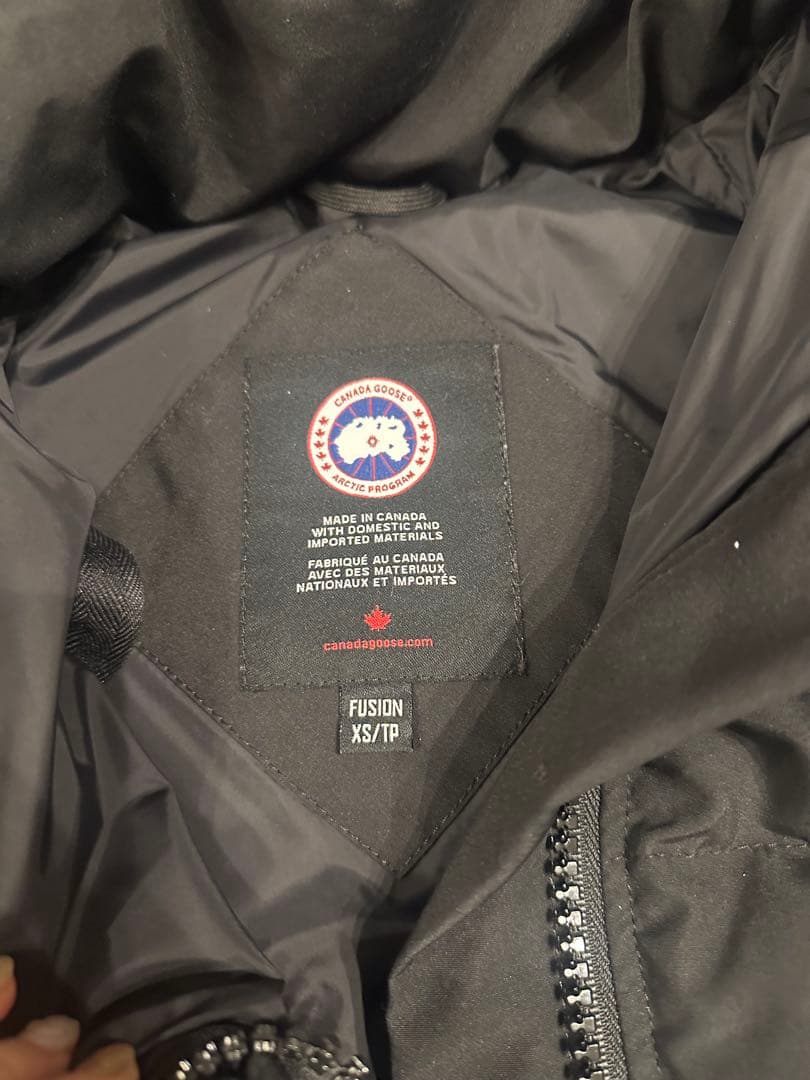 CANADA GOOSE®
ARCTIC PROGRAM
MADE IN CANADA
WITH DOMESTIC AND
IMPORTED MATERIALS
FABRIQUÉ AU CANADA
AVEC DES MATERIAUX
NATIONAUX ET IMPORTÉS
canadagoose.com
FUSION
XS/TP